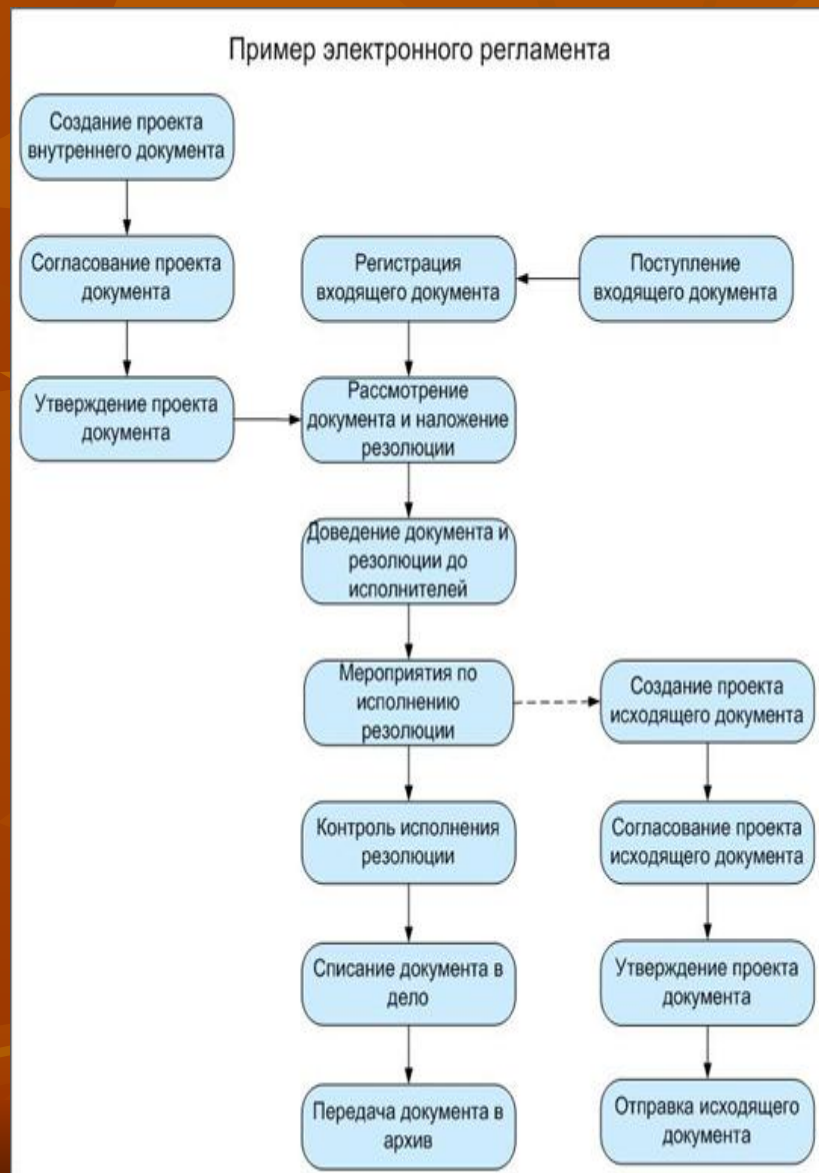 Пример электронного регламента
Создание проекта
внутреннего документа
Согласование проекта
документа
Регистрация
входящего документа
Поступление
входящего документа
Утверждение проекта
документа
Рассмотрение
документа и наложение
резолюции
Доведение документа и
резолюции до
исполнителей
Мероприятия по
исполнению
резолюции
Создание проекта
исходящего документа
Контроль исполнения
резолюции
Согласование проекта
исходящего документа
Списание документа в
дело
Утверждение проекта
документа
Передача документа в
архив
Отправка исходящего
документа